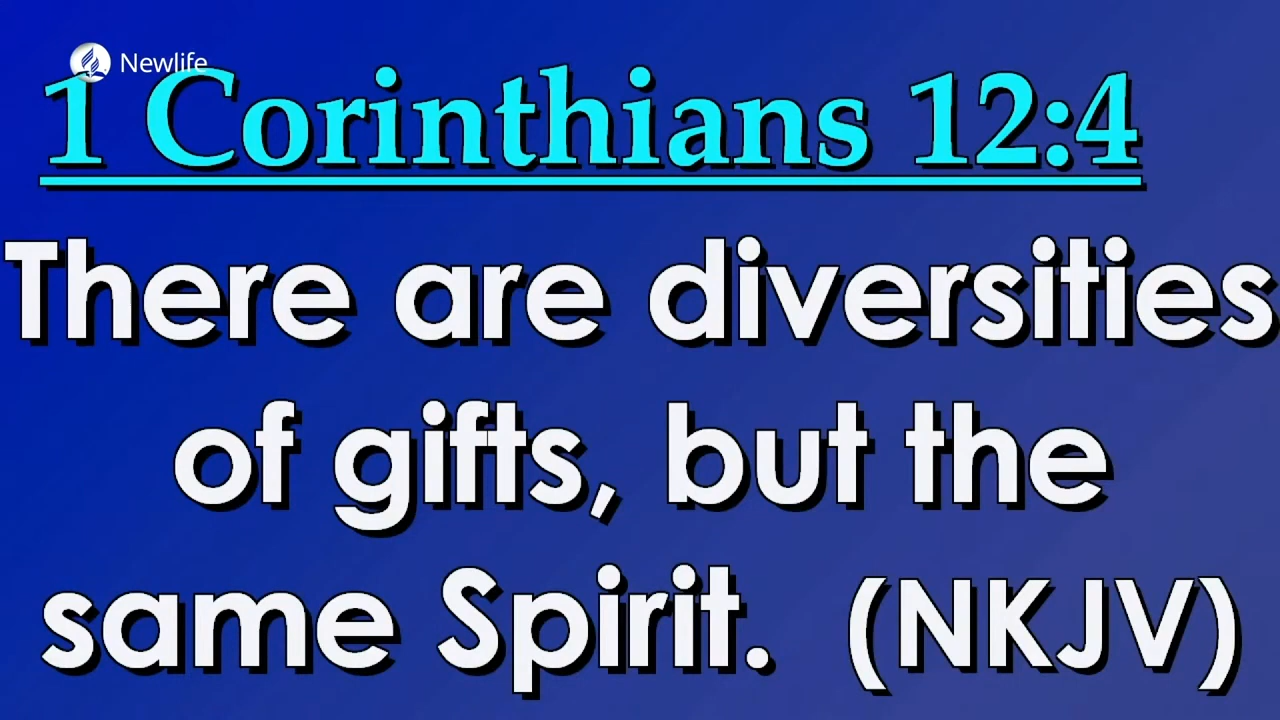 Newlife
1 Corinthians 12:4
There are diversities
of gifts, but the
same Spirit. (NKJV)